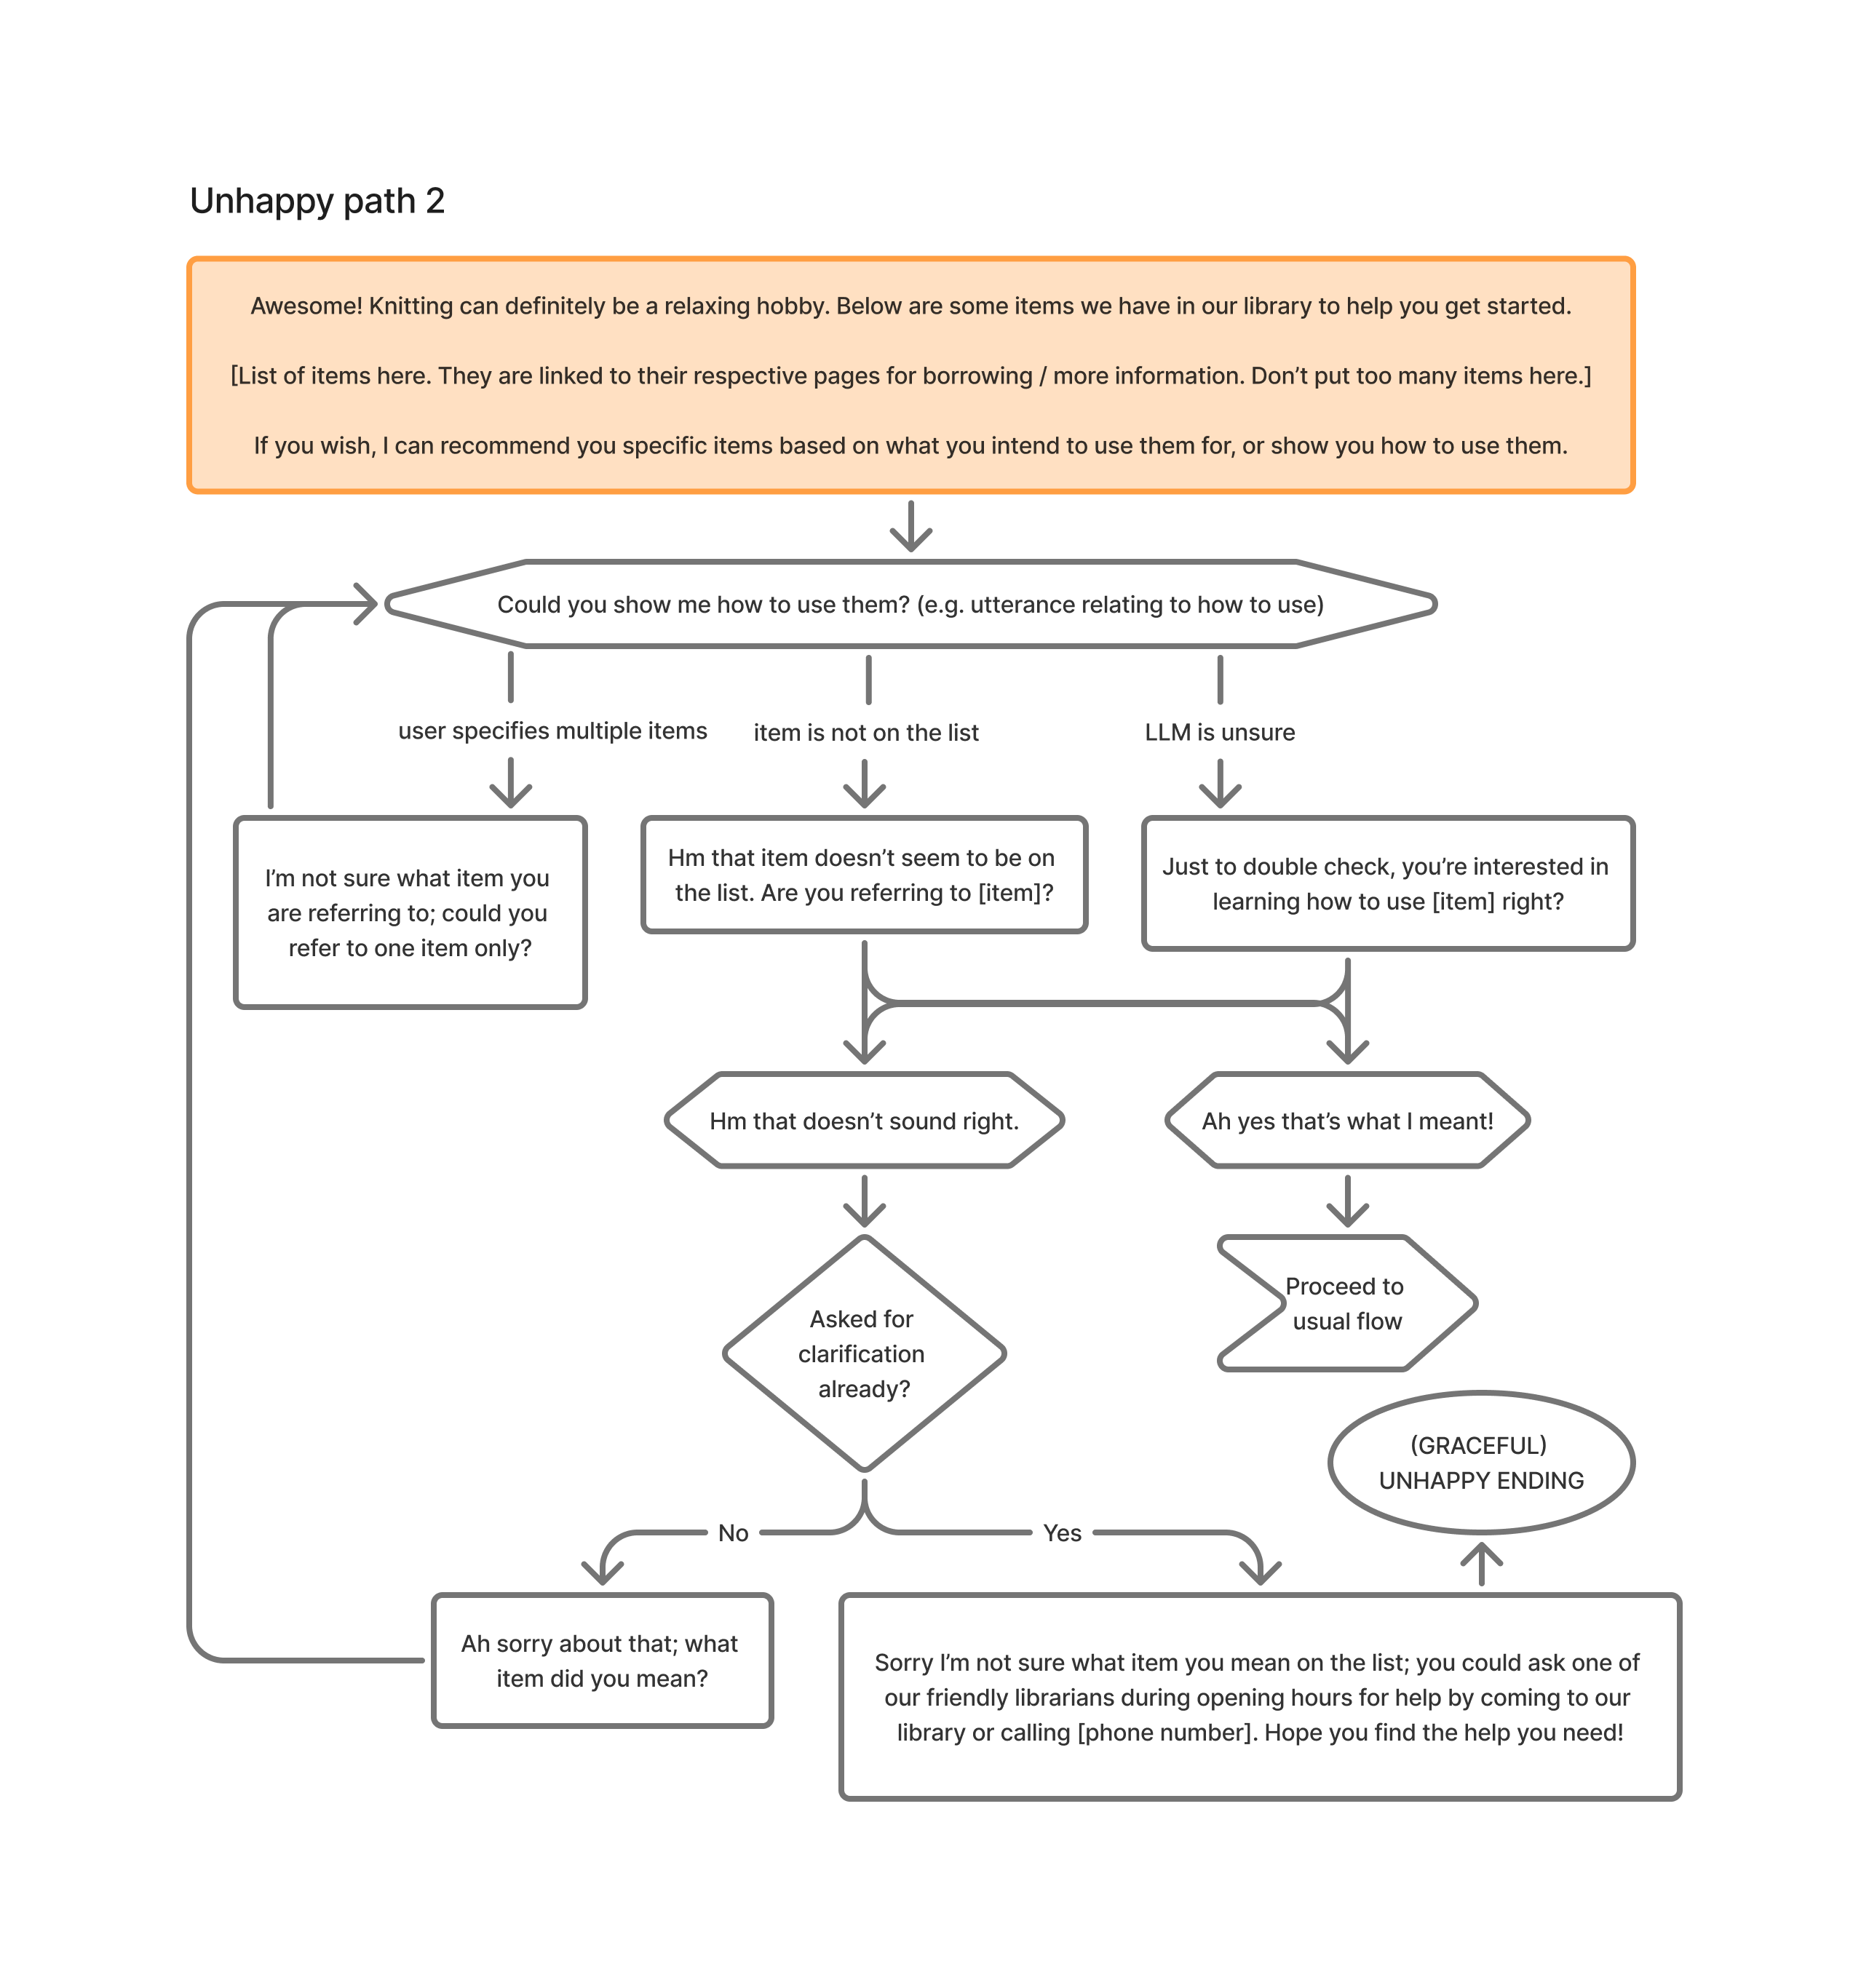 Unhappy path 2
Awesome! Knitting can definitely be a relaxing hobby. Below are some items we have in our library to help you get started.
[List of items here. They are linked to their respective pages for borrowing / more information. Don’t put too many items here.]
If you wish, I can recommend you specific items based on what you intend to use them for, or show you how to use them.
Could you show me how to use them? (e.g. utterance relating to how to use)
user specifies multiple items
item is not on the list
LLM is unsure
I’m not sure what item you
are referring to; could you
refer to one item only?
Hm that item doesn’t seem to be on
the list. Are you referring to [item]?
Just to double check, you’re interested in
learning how to use [item] right?
Hm that doesn’t sound right.
Ah yes that’s what I meant!
Asked for
clarification
already?
Proceed to
usual flow
(GRACEFUL)
UNHAPPY ENDING
No
Yes
Ah sorry about that; what
item did you mean?
Sorry I’m not sure what item you mean on the list; you could ask one of
our friendly librarians during opening hours for help by coming to our
library or calling [phone number]. Hope you find the help you need!